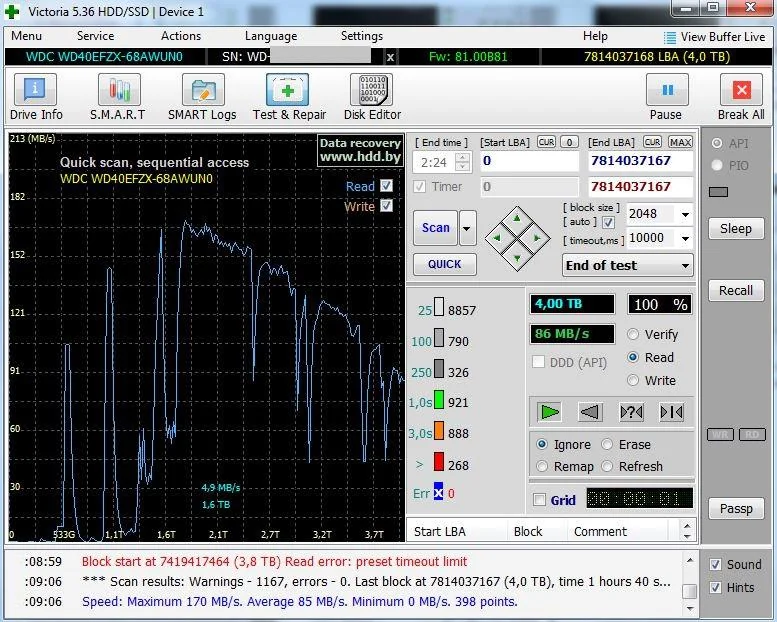 Victoria 5.36 HDD/SSD | Device 1
Menu Service Actions Language Settings Help View Buffer Live
WDC WD40EFZX-68AWUN0 SN: WD- x Fw: 81.00B81 7814037168 LBA (4,0 TB)
Drive Info S.M.A.R.T SMART Logs Test & Repair Disk Editor Pause Break All
213 (MB/s)
Data recovery
www.hdd.by
Quick scan, sequential access
WDC WD40EFZX-68AWUN0
Read
Write
182
152
121
91
60
30
0 533G 1,1T 1,6T 2,1T 2,7T 3,2T 3,7T
4,9 MB/s
1,6 TB
[ End time ] [Start LBA] CUR 0 [End LBA] CUR MAX
2:24 0 7814037167
Timer 0 7814037167
Scan
QUICK
[ block size ] 2048
[ auto ]
[ timeout,ms ] 10000
End of test
25 8857
100 790
250 326
1,0s 921
3,0s 888
> 268
Err x 0
4,00 TB 100 %
86 MB/s
DDD (API)
Verify
Read
Write
Ignore Erase
Remap Refresh
Grid 00:00:01
Start LBA Block Comment
API
PIO
Sleep
Recall
WR RD
Passp
Sound
Hints
:08:59 Block start at 7419417464 (3,8 TB) Read error: preset timeout limit
:09:06 *** Scan results: Warnings - 1167, errors - 0. Last block at 7814037167 (4,0 TB), time 1 hours 40 s...
:09:06 Speed: Maximum 170 MB/s. Average 85 MB/s. Minimum 0 MB/s. 398 points.